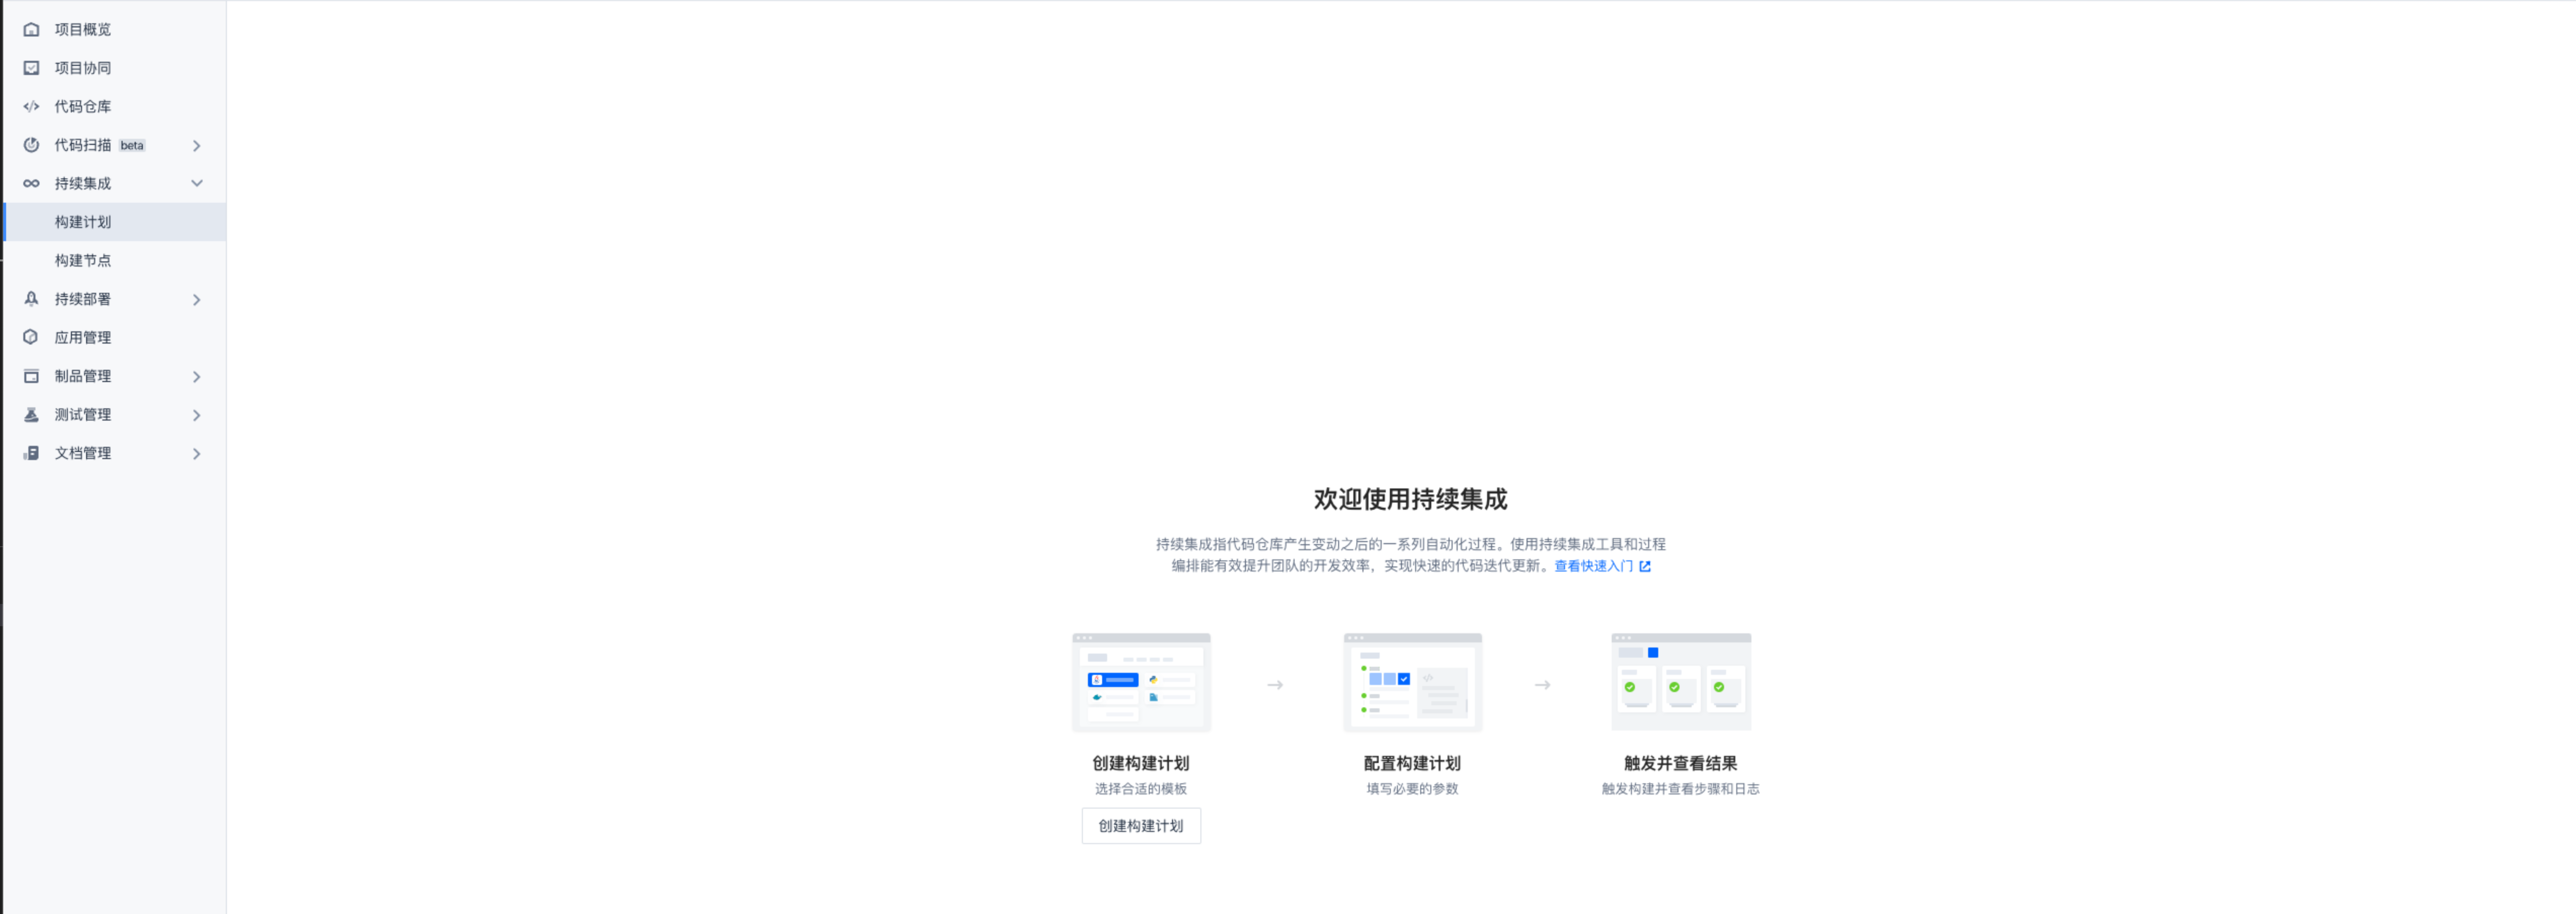 项目概览
项目协同
代码仓库
代码扫描 beta
持续集成
构建计划
构建节点
持续部署
应用管理
制品管理
测试管理
文档管理
欢迎使用持续集成
持续集成指代码仓库产生变动之后的一系列自动化过程。使用持续集成工具和过程
编排能有效提升团队的开发效率，实现快速的代码迭代更新。查看快速入门
创建构建计划
选择合适的模板
创建构建计划
配置构建计划
填写必要的参数
触发并查看结果
触发构建并查看步骤和日志